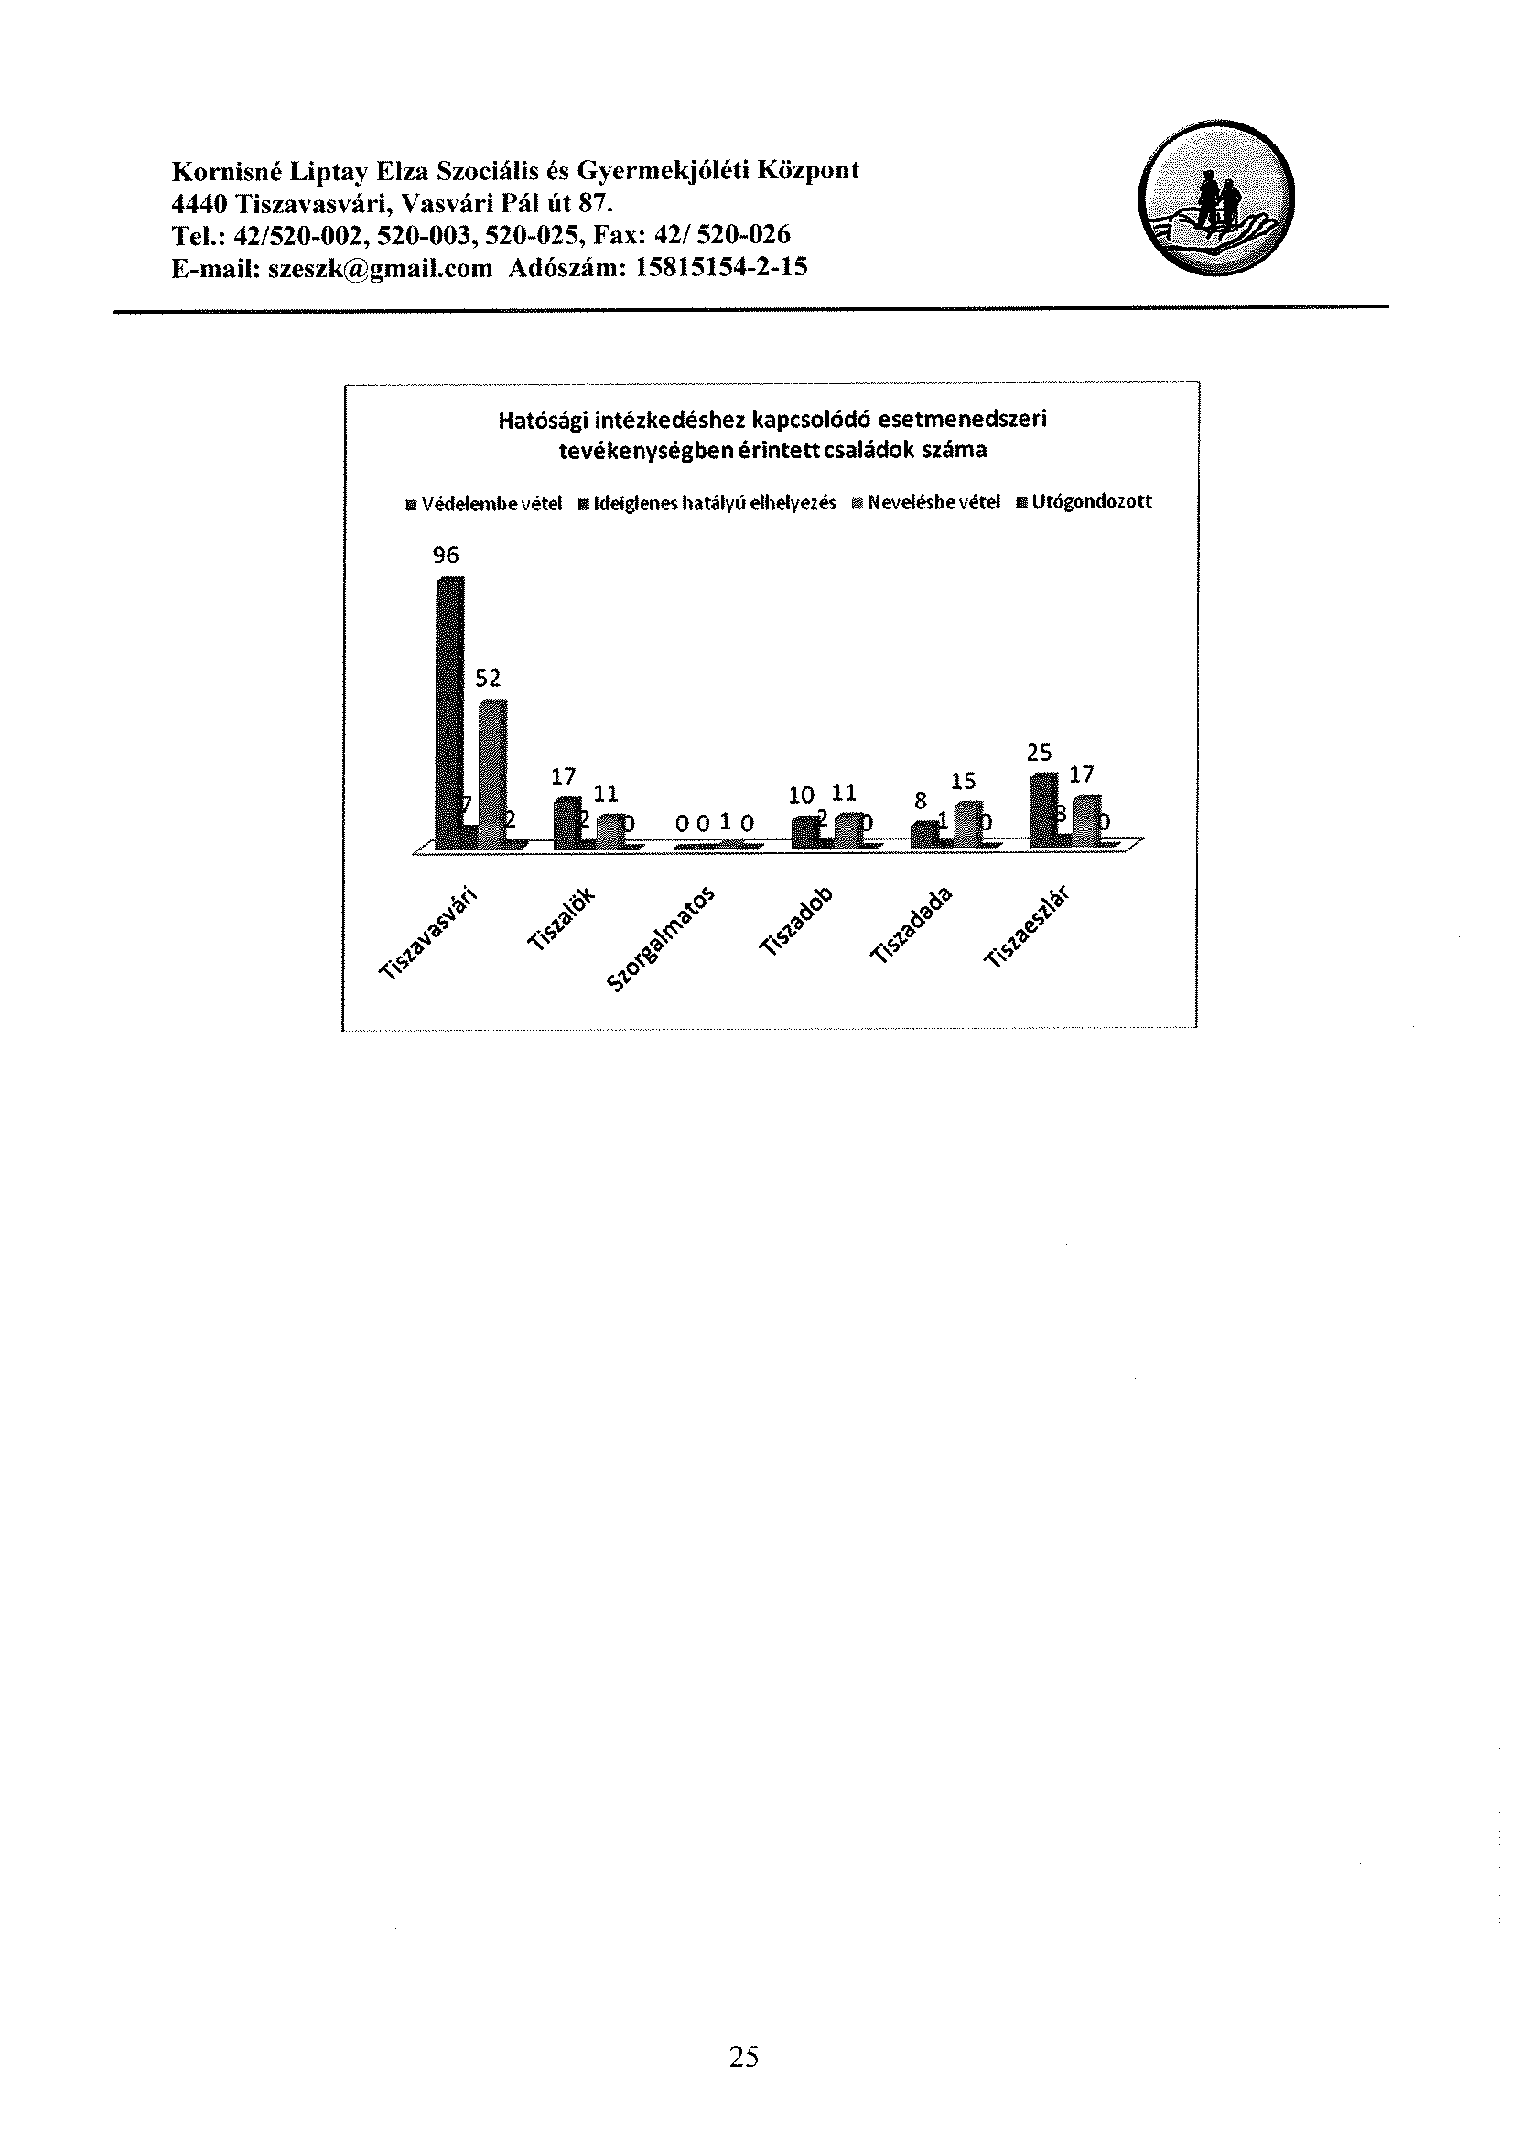 Kornisné Liptay Elza Szociális és Gyermekjóléti Központ
4440 Tiszavasvári, Vasvári Pál út 87.
Tel.: 42/520-002, 520-003, 520-025, Fax: 42/ 520-026
E-mail: szeszk@gmail.com Adószám: 15815154-2-15
Hatósági intézkedéshez kapcsolódó esetmenedszeri
tevékenységben érintett családok száma
Védelembe vétel Ideiglenes hatályú elhelyezés Nevelésbe vétel Utógondozott
96 7 52 2
17 2 11 0
0 0 1 0
10 2 11 0
8 1 15 0
25 17 0
Tiszavasvári Tiszalök Szorgalmatos Tiszadob Tiszadada Tiszaeszlár
25